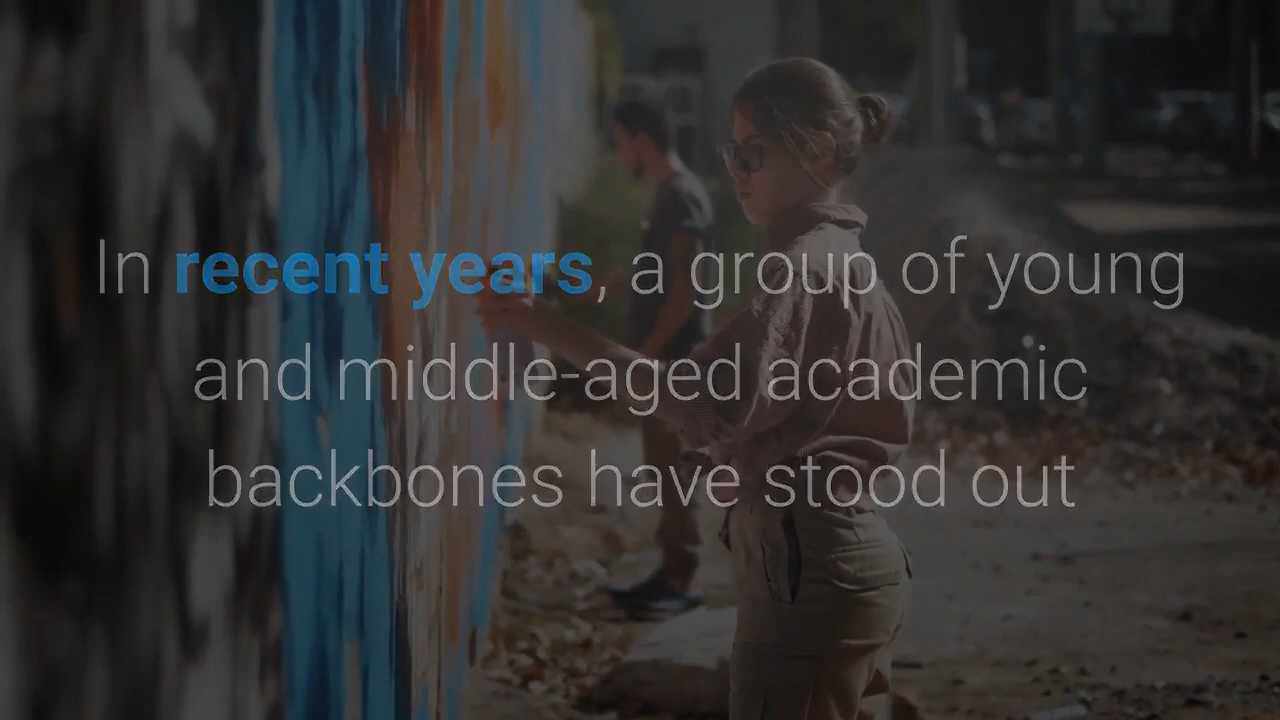 In recent years, a group of young
and middle-aged academic
backbones have stood out